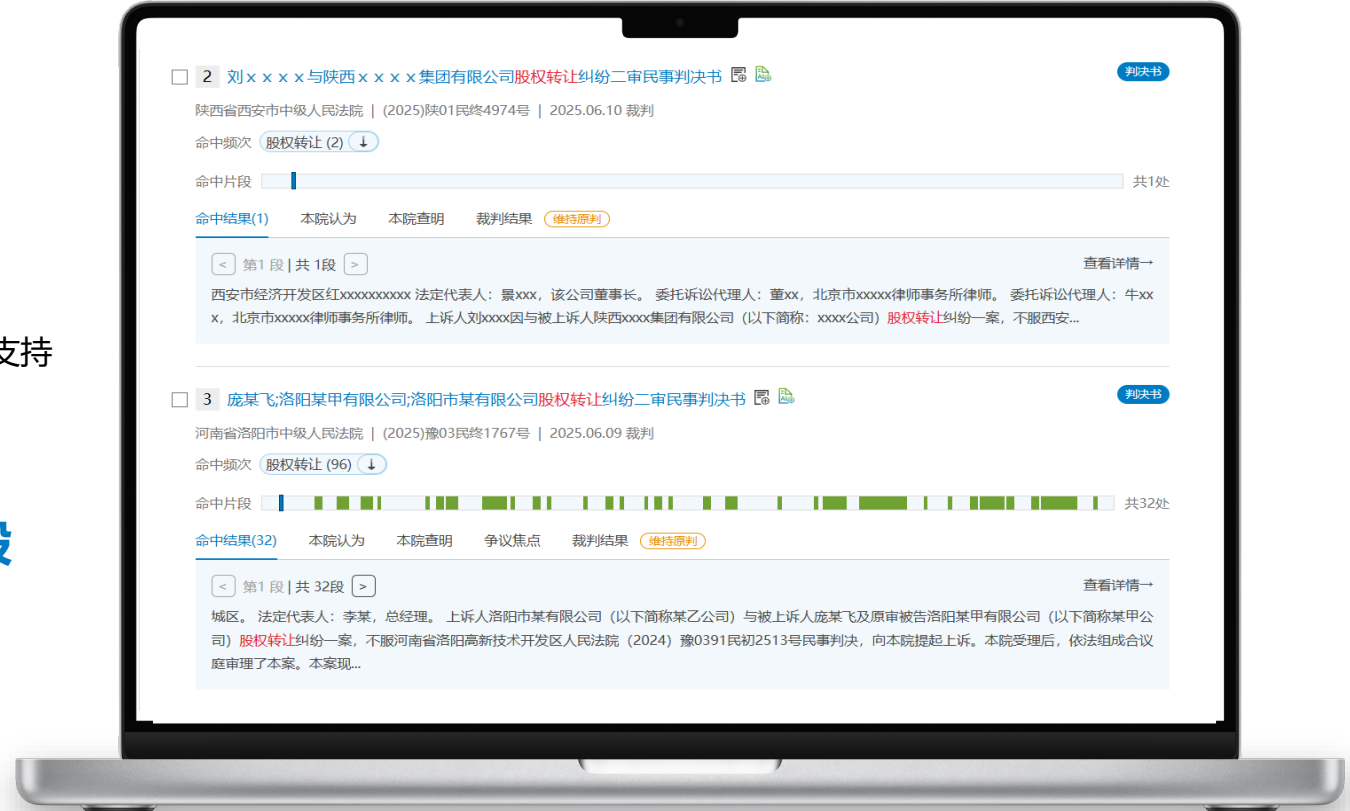 支持
段
2 刘ｘｘｘｘ与陕西ｘｘｘｘ集团有限公司股权转让纠纷二审民事判决书 判决书
陕西省西安市中级人民法院 | (2025)陕01民终4974号 | 2025.06.10 裁判
命中频次 股权转让 (2) ↓
命中片段 共1处
命中结果(1) 本院认为 本院查明 裁判结果 维持原判
< 第1 段 | 共 1段 > 查看详情→
西安市经济开发区红xxxxxxxxxx 法定代表人：景xxx，该公司董事长。 委托诉讼代理人：董xx，北京市xxxxx律师事务所律师。 委托诉讼代理人：牛xx
x，北京市xxxxx律师事务所律师。 上诉人刘xxxx因与被上诉人陕西xxxx集团有限公司（以下简称：xxxx公司）股权转让纠纷一案，不服西安...
3 庞某飞;洛阳某甲有限公司;洛阳市某有限公司股权转让纠纷二审民事判决书 判决书
河南省洛阳市中级人民法院 | (2025)豫03民终1767号 | 2025.06.09 裁判
命中频次 股权转让 (96) ↓
命中片段 共32处
命中结果(32) 本院认为 本院查明 争议焦点 裁判结果 维持原判
< 第1 段 | 共 32段 > 查看详情→
城区。 法定代表人：李某，总经理。 上诉人洛阳市某有限公司（以下简称某乙公司）与被上诉人庞某飞及原审被告洛阳某甲有限公司（以下简称某甲公
司）股权转让纠纷一案，不服河南省洛阳高新技术开发区人民法院（2024）豫0391民初2513号民事判决，向本院提起上诉。本院受理后，依法组成合议
庭审理了本案。本案现...